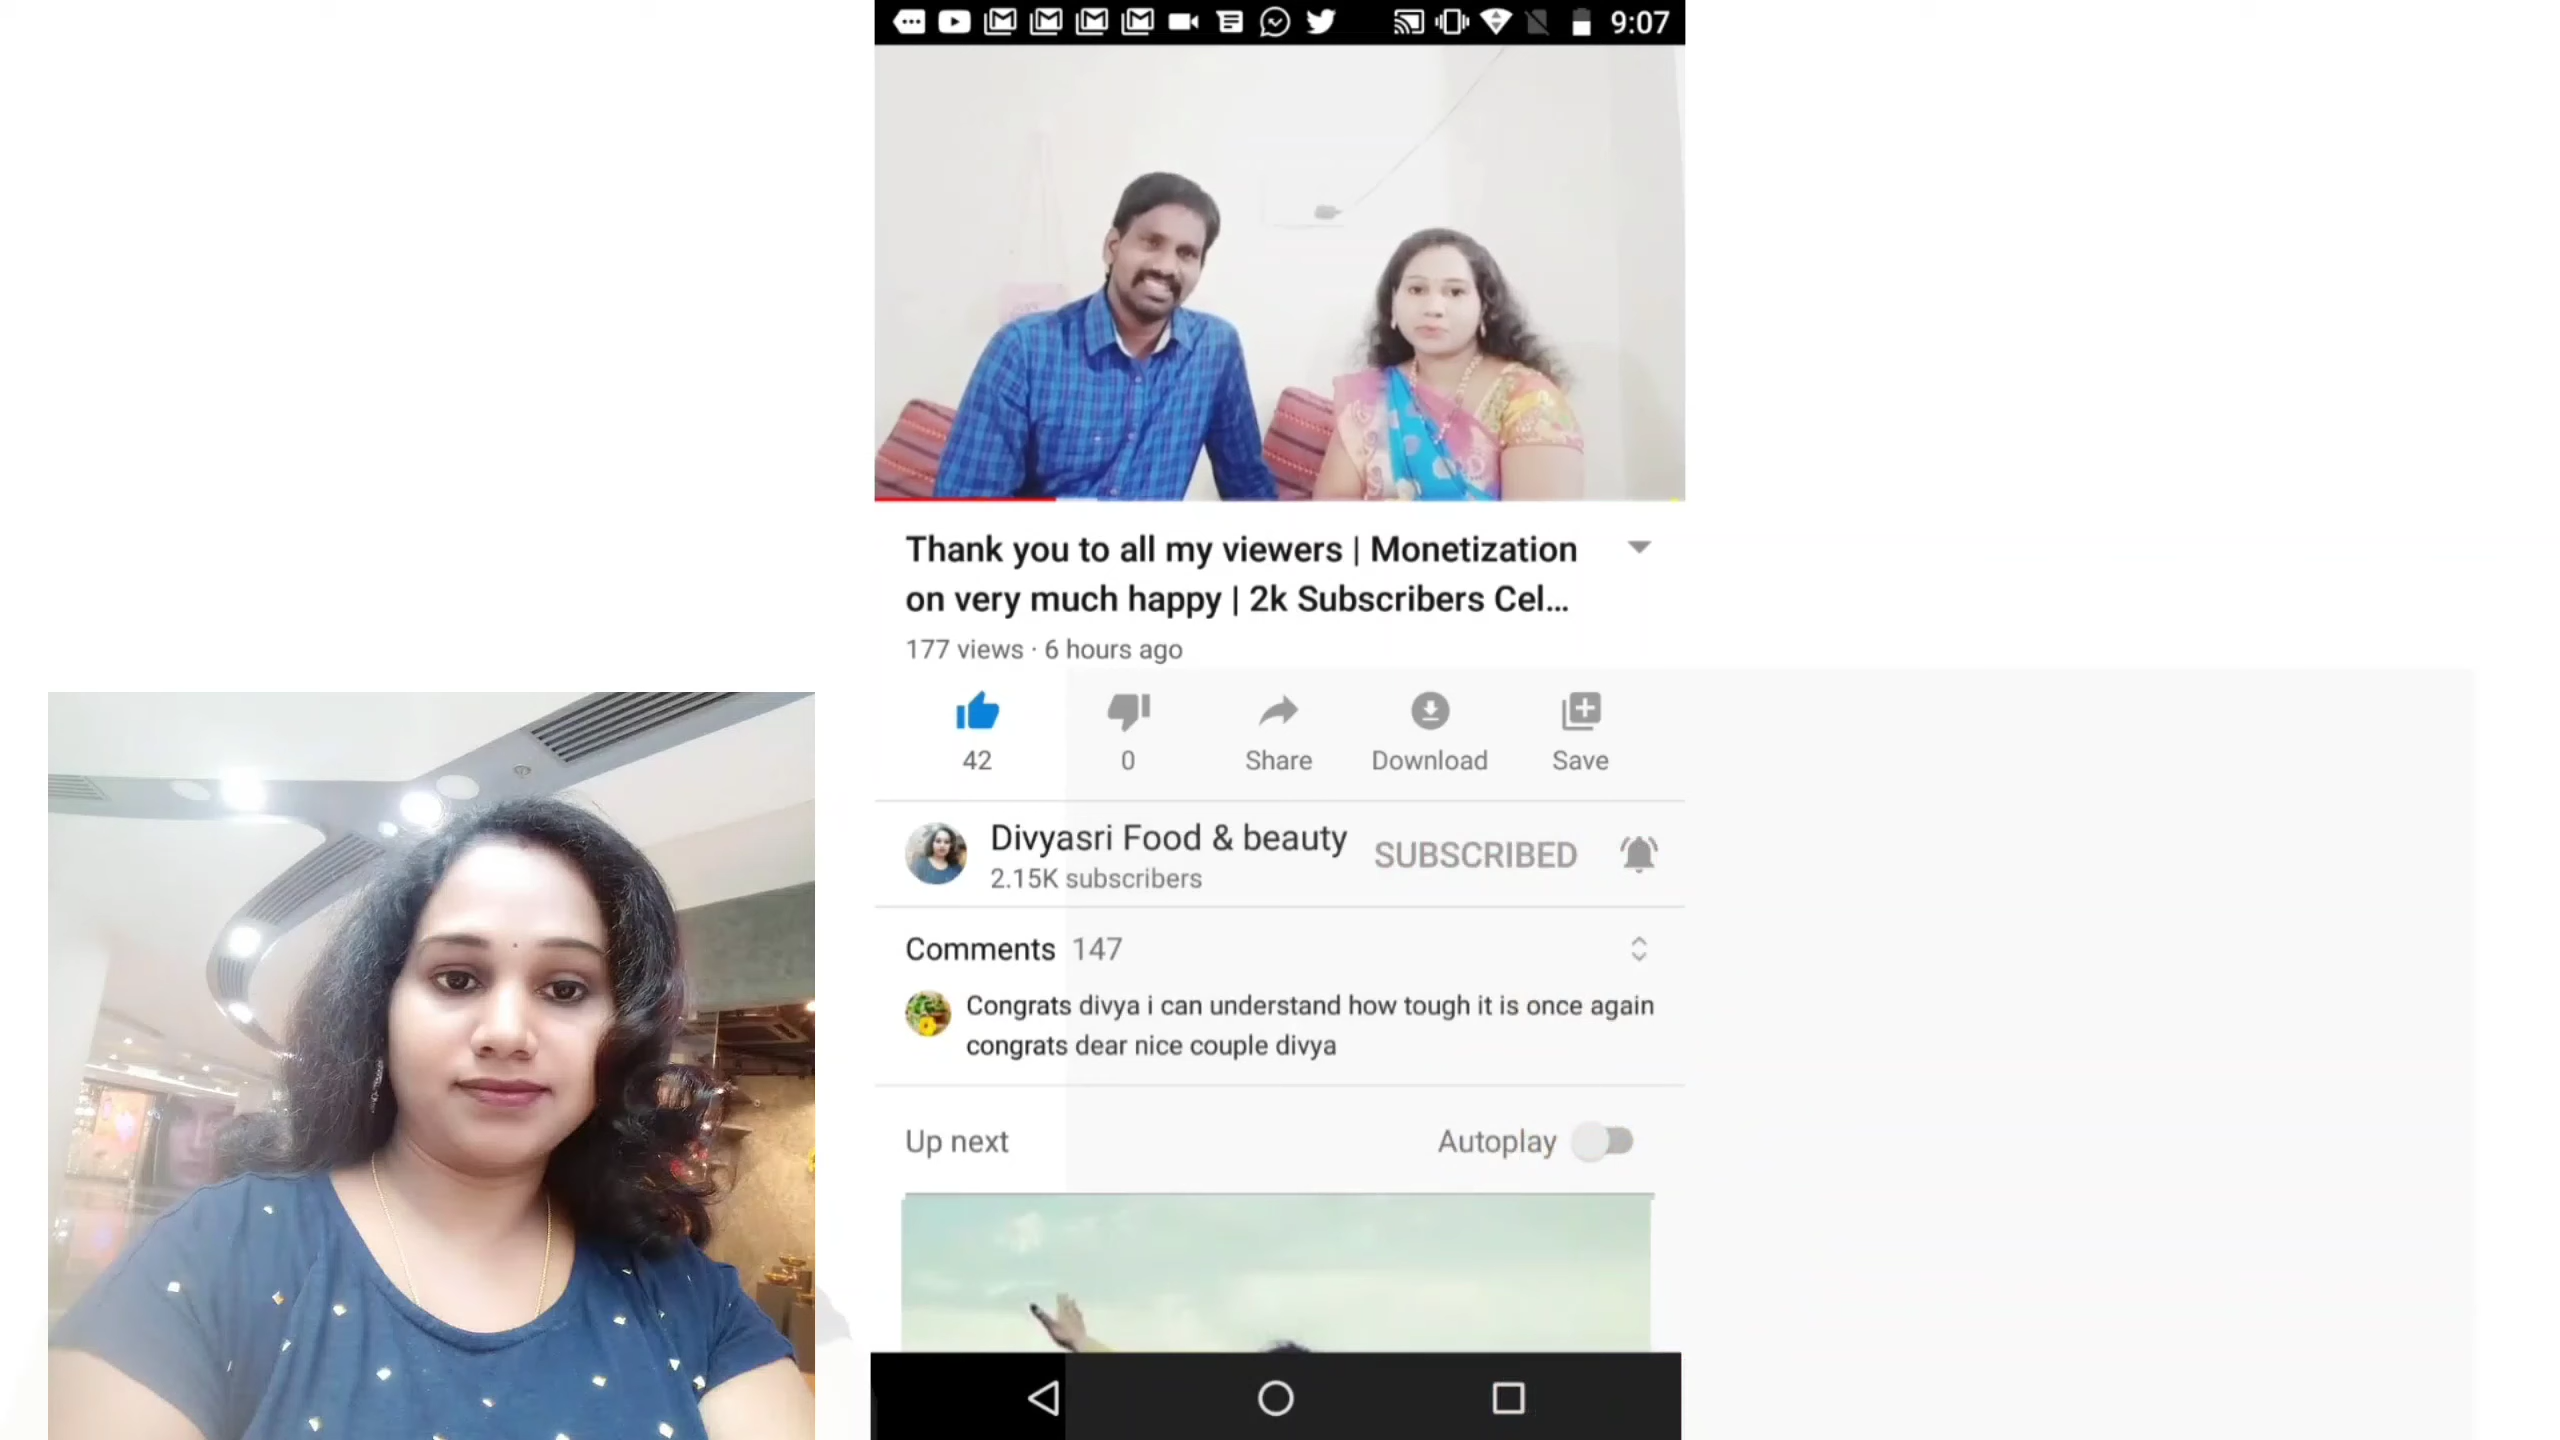 9:07
Thank you to all my viewers | Monetization
on very much happy | 2k Subscribers Cel...
177 views · 6 hours ago
42
0
Share
Download
Save
Divyasri Food & beauty
2.15K subscribers
SUBSCRIBED
Comments 147
Congrats divya i can understand how tough it is once again
congrats dear nice couple divya
Up next
Autoplay